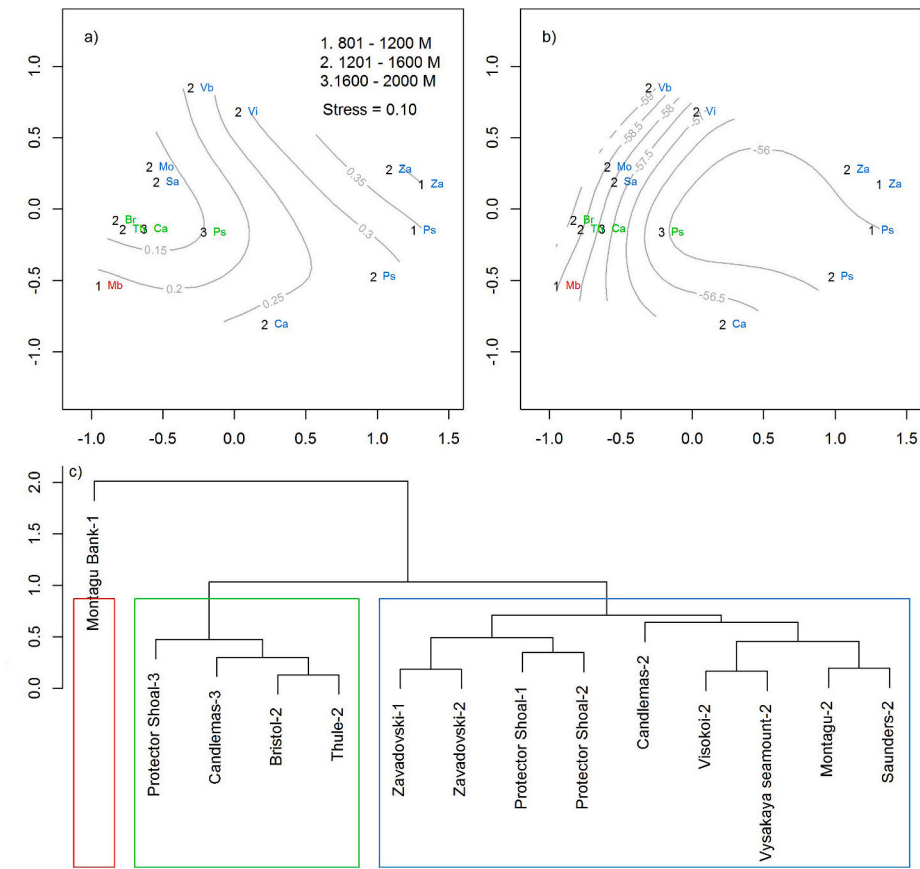 a)
1. 801 - 1200 M
2. 1201 - 1600 M
3.1600 - 2000 M
Stress = 0.10
2 Vb
2 Vi
2 Mo
2 Sa
2 Za
1 Za
2 Br
2 Th
3 Ca
3 Ps
1 Ps
2 Ps
1 Mb
2 Ca
0.15
0.2
0.25
0.3
0.35
1.0
0.5
0.0
-0.5
-1.0
-1.0 -0.5 0.0 0.5 1.0 1.5
b)
2 Vb
2 Vi
2 Mo
2 Sa
2 Za
1 Za
2 Br
2 Th
3 Ca
3 Ps
1 Ps
2 Ps
1 Mb
2 Ca
-59
-58.5
-58
-57.5
-57
-56.5
-56
1.0
0.5
0.0
-0.5
-1.0
-1.0 -0.5 0.0 0.5 1.0 1.5
c)
2.0
1.5
1.0
0.5
0.0
Montagu Bank-1
Protector Shoal-3
Candlemas-3
Bristol-2
Thule-2
Zavadovski-1
Zavadovski-2
Protector Shoal-1
Protector Shoal-2
Candlemas-2
Visokoi-2
Vysakaya seamount-2
Montagu-2
Saunders-2